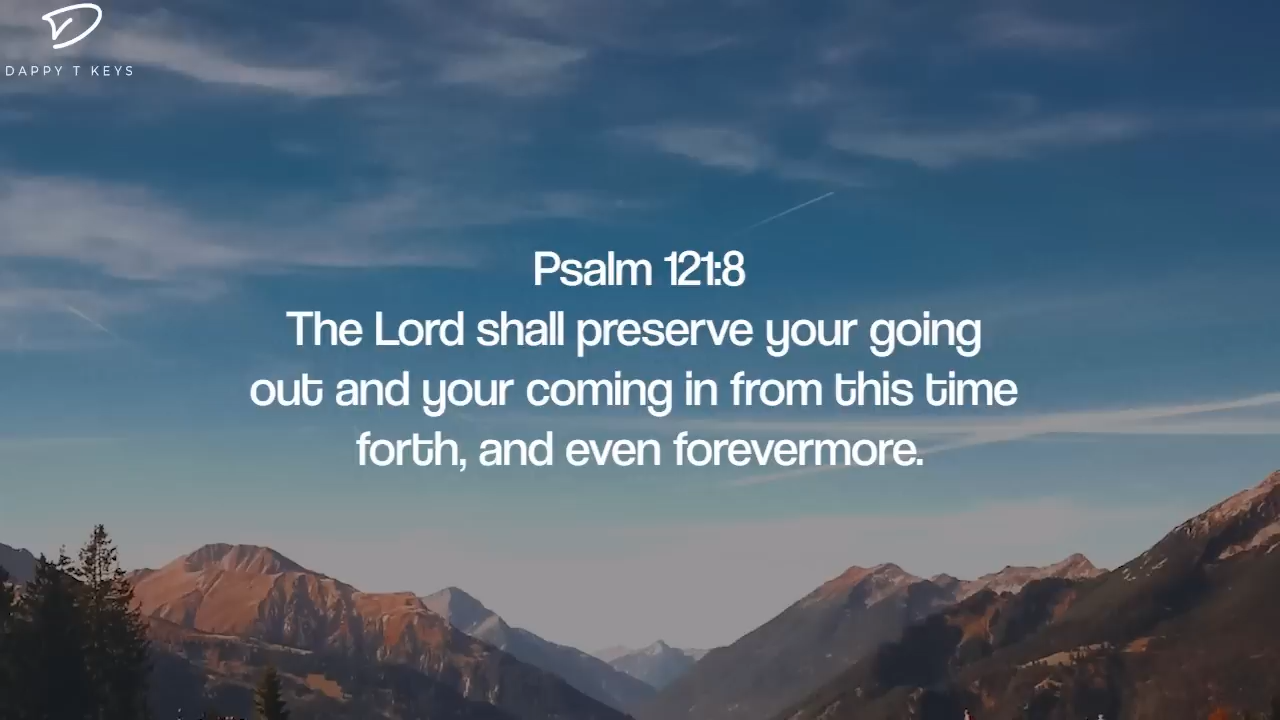 DAPPY T KEYS
Psalm 121:8
The Lord shall preserve your going
out and your coming in from this time
forth, and even forevermore.